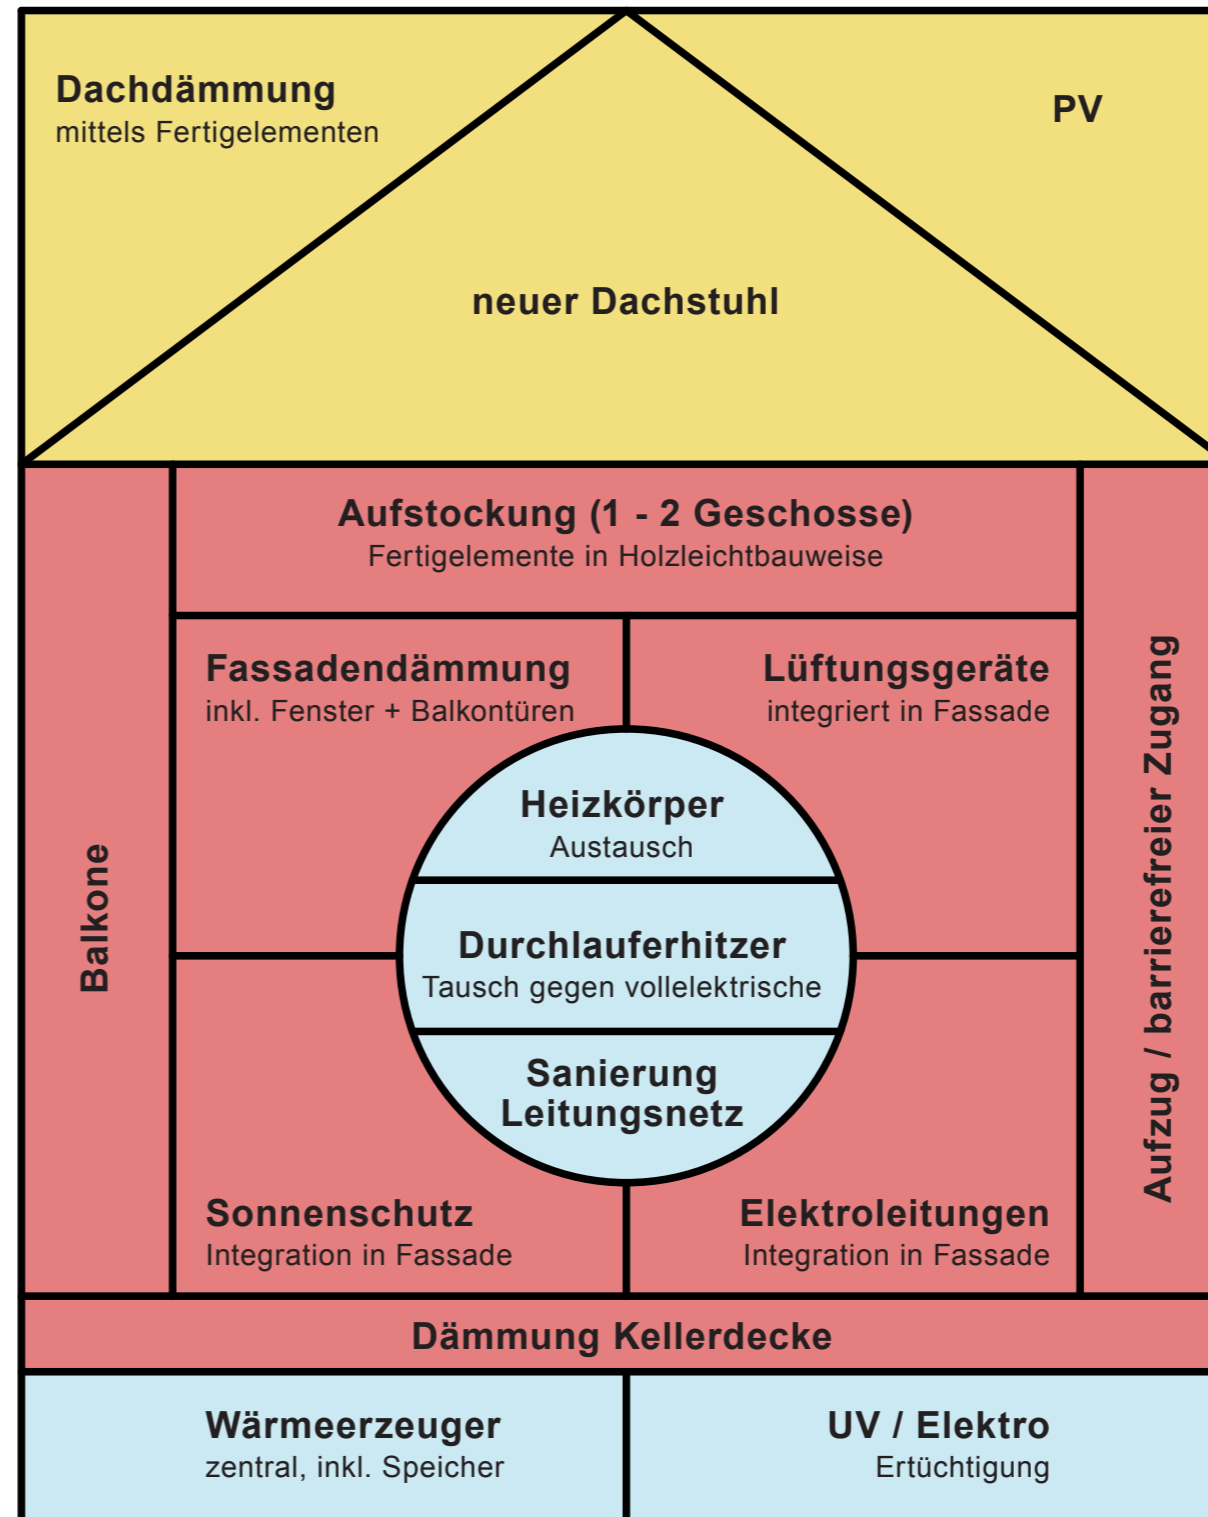 Dachdämmung
mittels Fertigelementen
PV
neuer Dachstuhl
Aufstockung (1 - 2 Geschosse)
Fertigelemente in Holzleichtbauweise
Balkone
Fassadendämmung
inkl. Fenster + Balkontüren
Lüftungsgeräte
integriert in Fassade
Aufzug / barrierefreier Zugang
Heizkörper
Austausch
Durchlauferhitzer
Tausch gegen vollelektrische
Sanierung
Leitungsnetz
Sonnenschutz
Integration in Fassade
Elektroleitungen
Integration in Fassade
Dämmung Kellerdecke
Wärmeerzeuger
zentral, inkl. Speicher
UV / Elektro
Ertüchtigung